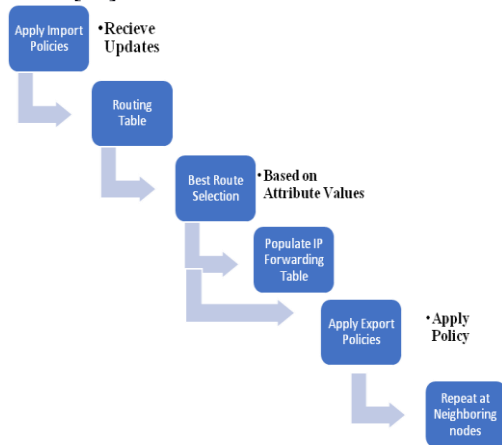 Apply Import
Policies
•Recieve
Updates
Routing
Table
Best Route
Selection
•Based on
Attribute Values
Populate IP
Forwarding
Table
Apply Export
Policies
•Apply
Policy
Repeat at
Neighboring
nodes